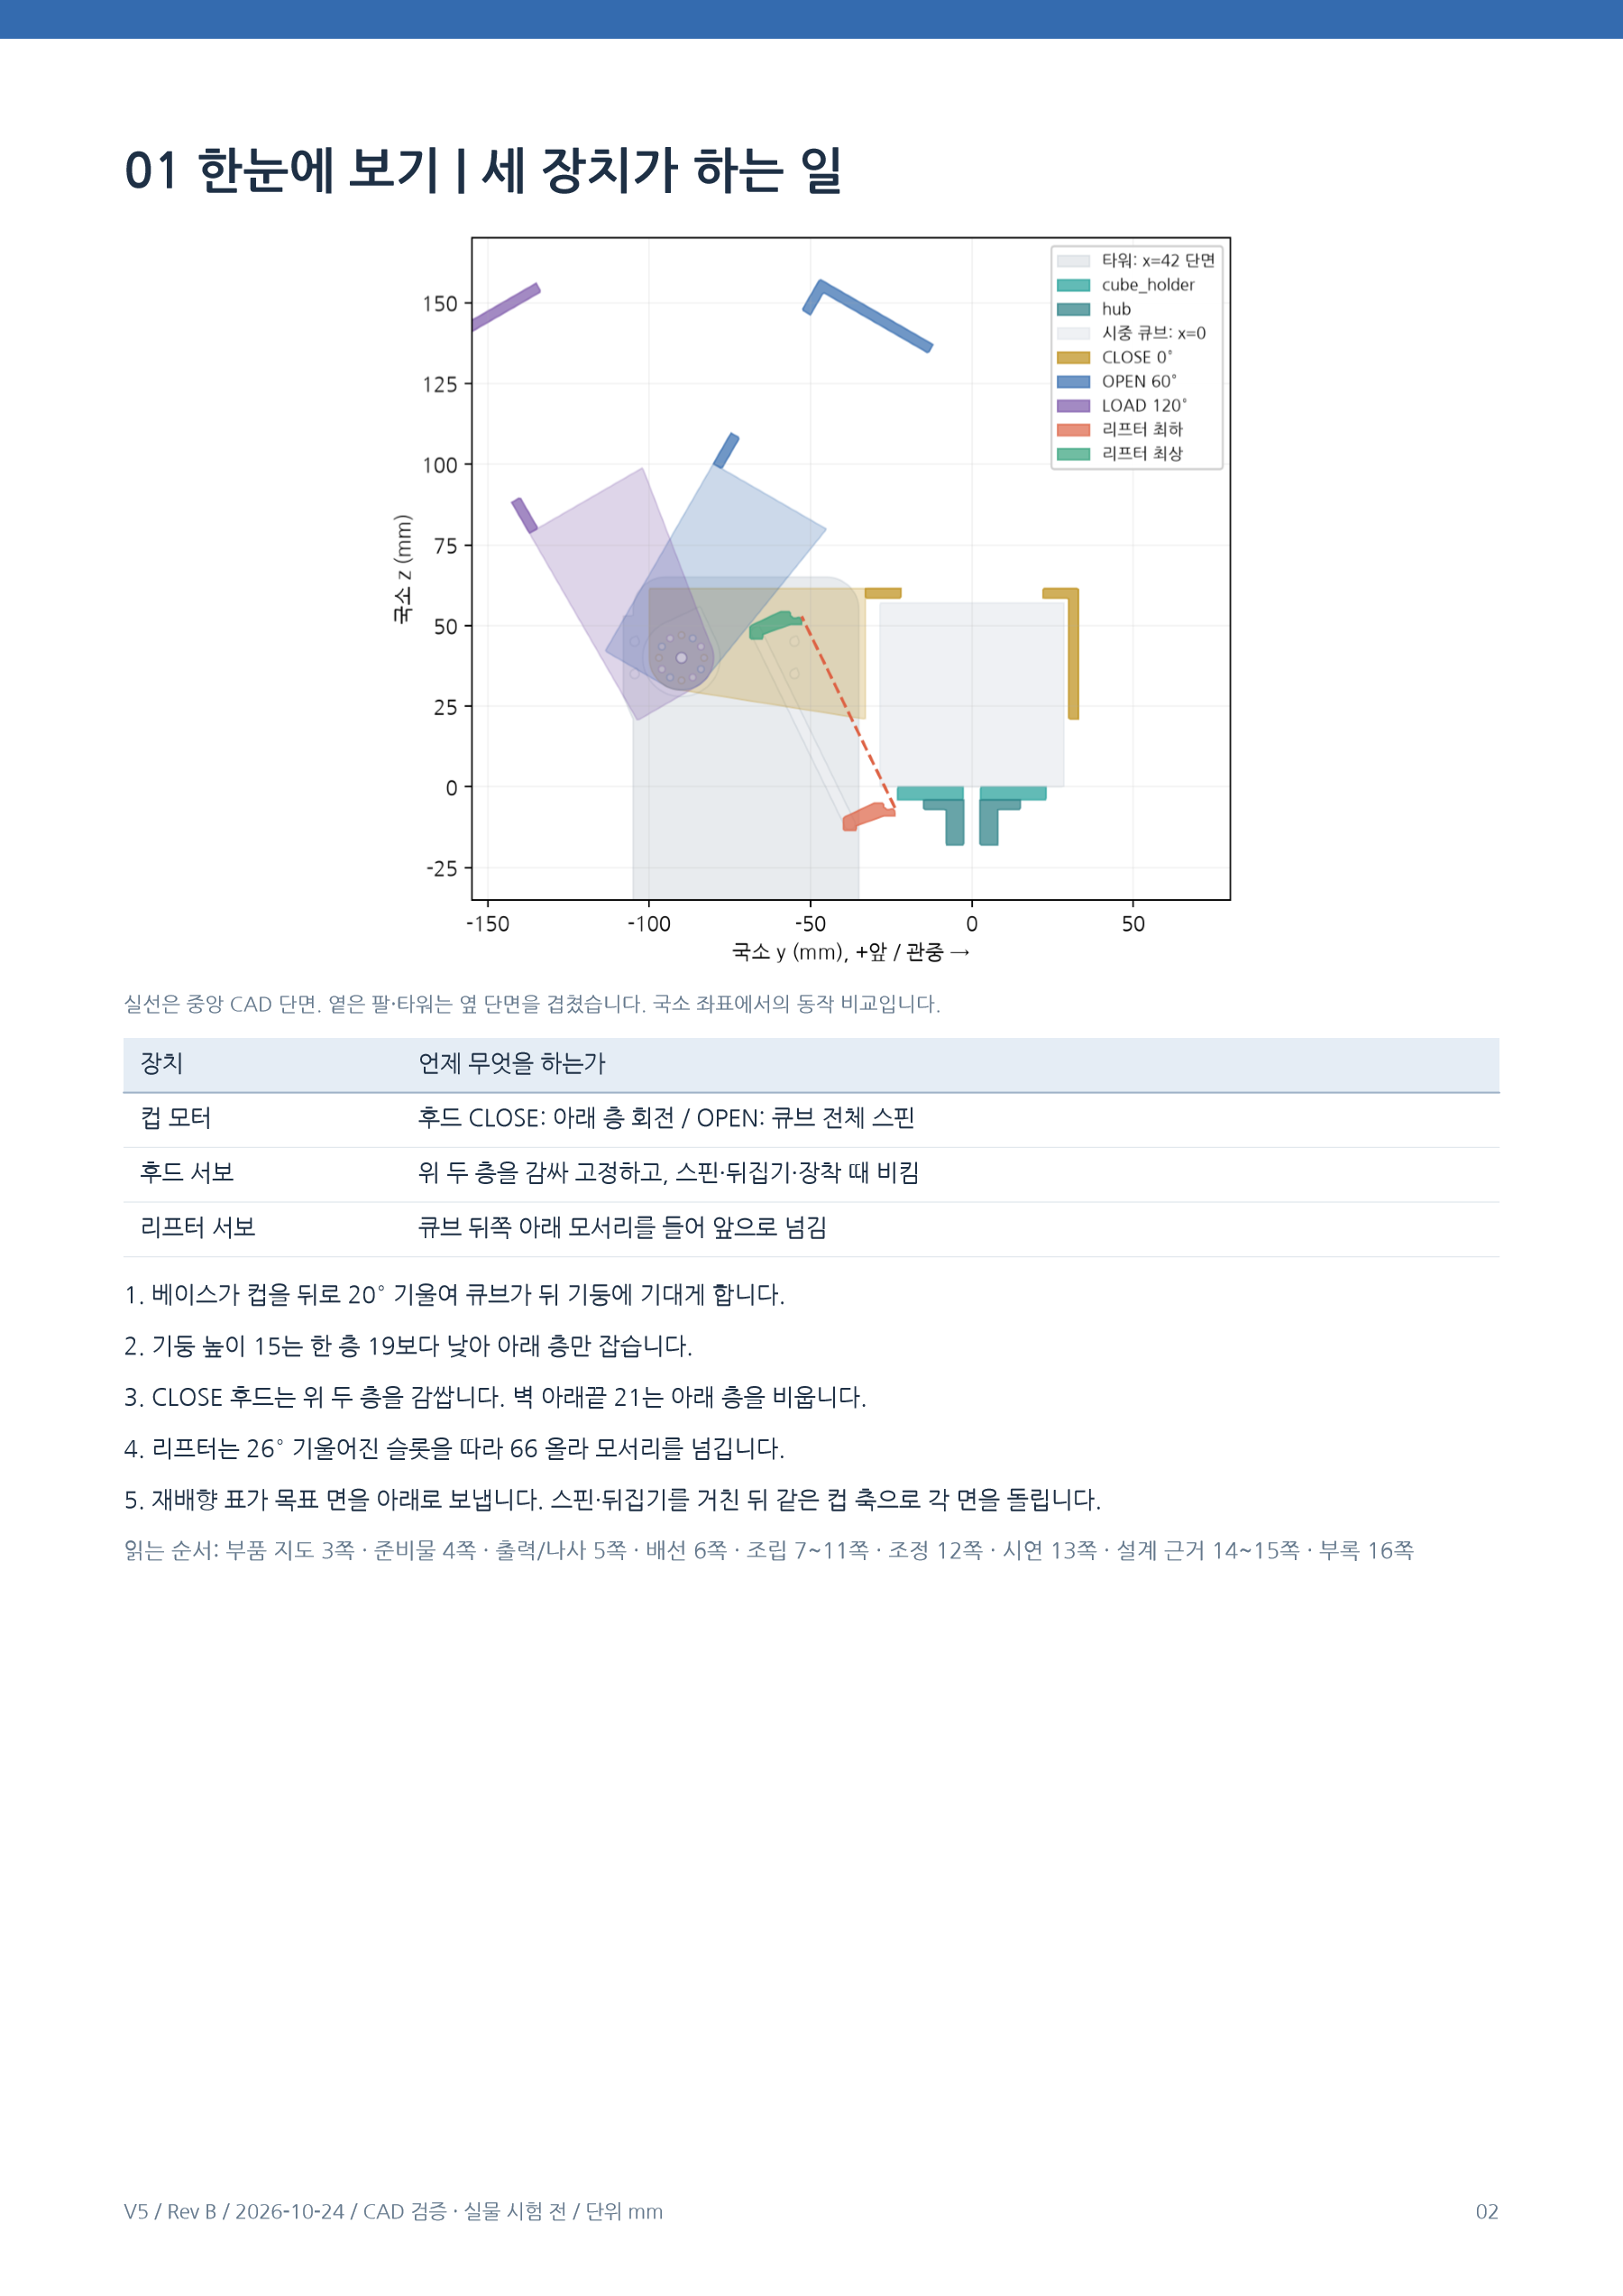 01 한눈에 보기 | 세 장치가 하는 일
타워: x=42 단면
cube_holder
hub
시중 큐브: x=0
CLOSE 0°
OPEN 60°
LOAD 120°
리프터 최하
리프터 최상
150
125
100
75
50
25
0
-25
국소 z (mm)
-150 -100 -50 0 50
국소 y (mm), +앞 / 관중 →
실선은 중앙 CAD 단면. 옅은 팔·타워는 옆 단면을 겹쳤습니다. 국소 좌표에서의 동작 비교입니다.
장치 언제 무엇을 하는가
컵 모터 후드 CLOSE: 아래 층 회전 / OPEN: 큐브 전체 스핀
후드 서보 위 두 층을 감싸 고정하고, 스핀·뒤집기·장착 때 비킴
리프터 서보 큐브 뒤쪽 아래 모서리를 들어 앞으로 넘김
1. 베이스가 컵을 뒤로 20° 기울여 큐브가 뒤 기둥에 기대게 합니다.
2. 기둥 높이 15는 한 층 19보다 낮아 아래 층만 잡습니다.
3. CLOSE 후드는 위 두 층을 감쌉니다. 벽 아래끝 21는 아래 층을 비웁니다.
4. 리프터는 26° 기울어진 슬롯을 따라 66 올라 모서리를 넘깁니다.
5. 재배향 표가 목표 면을 아래로 보냅니다. 스핀·뒤집기를 거친 뒤 같은 컵 축으로 각 면을 돌립니다.
읽는 순서: 부품 지도 3쪽 · 준비물 4쪽 · 출력/나사 5쪽 · 배선 6쪽 · 조립 7~11쪽 · 조정 12쪽 · 시연 13쪽 · 설계 근거 14~15쪽 · 부록 16쪽
V5 / Rev B / 2026-10-24 / CAD 검증 · 실물 시험 전 / 단위 mm
02